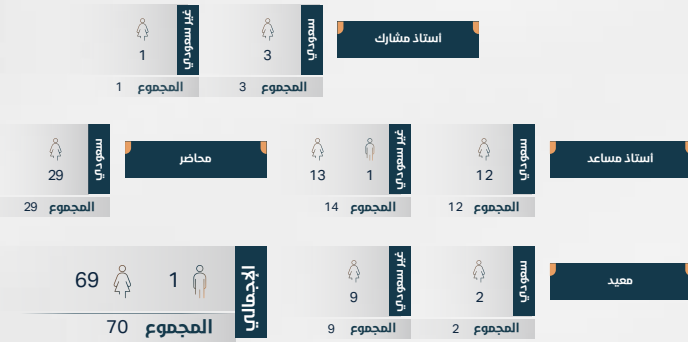 استاذ مشارك
سعودي
3
المجموع 3
غير سعودي
1
المجموع 1
استاذ مساعد
سعودي
12
المجموع 12
غير سعودي
1 13
المجموع 14
محاضر
سعودي
29
المجموع 29
معيد
سعودي
2
المجموع 2
غير سعودي
9
المجموع 9
الإجمالي
1 69
المجموع 70